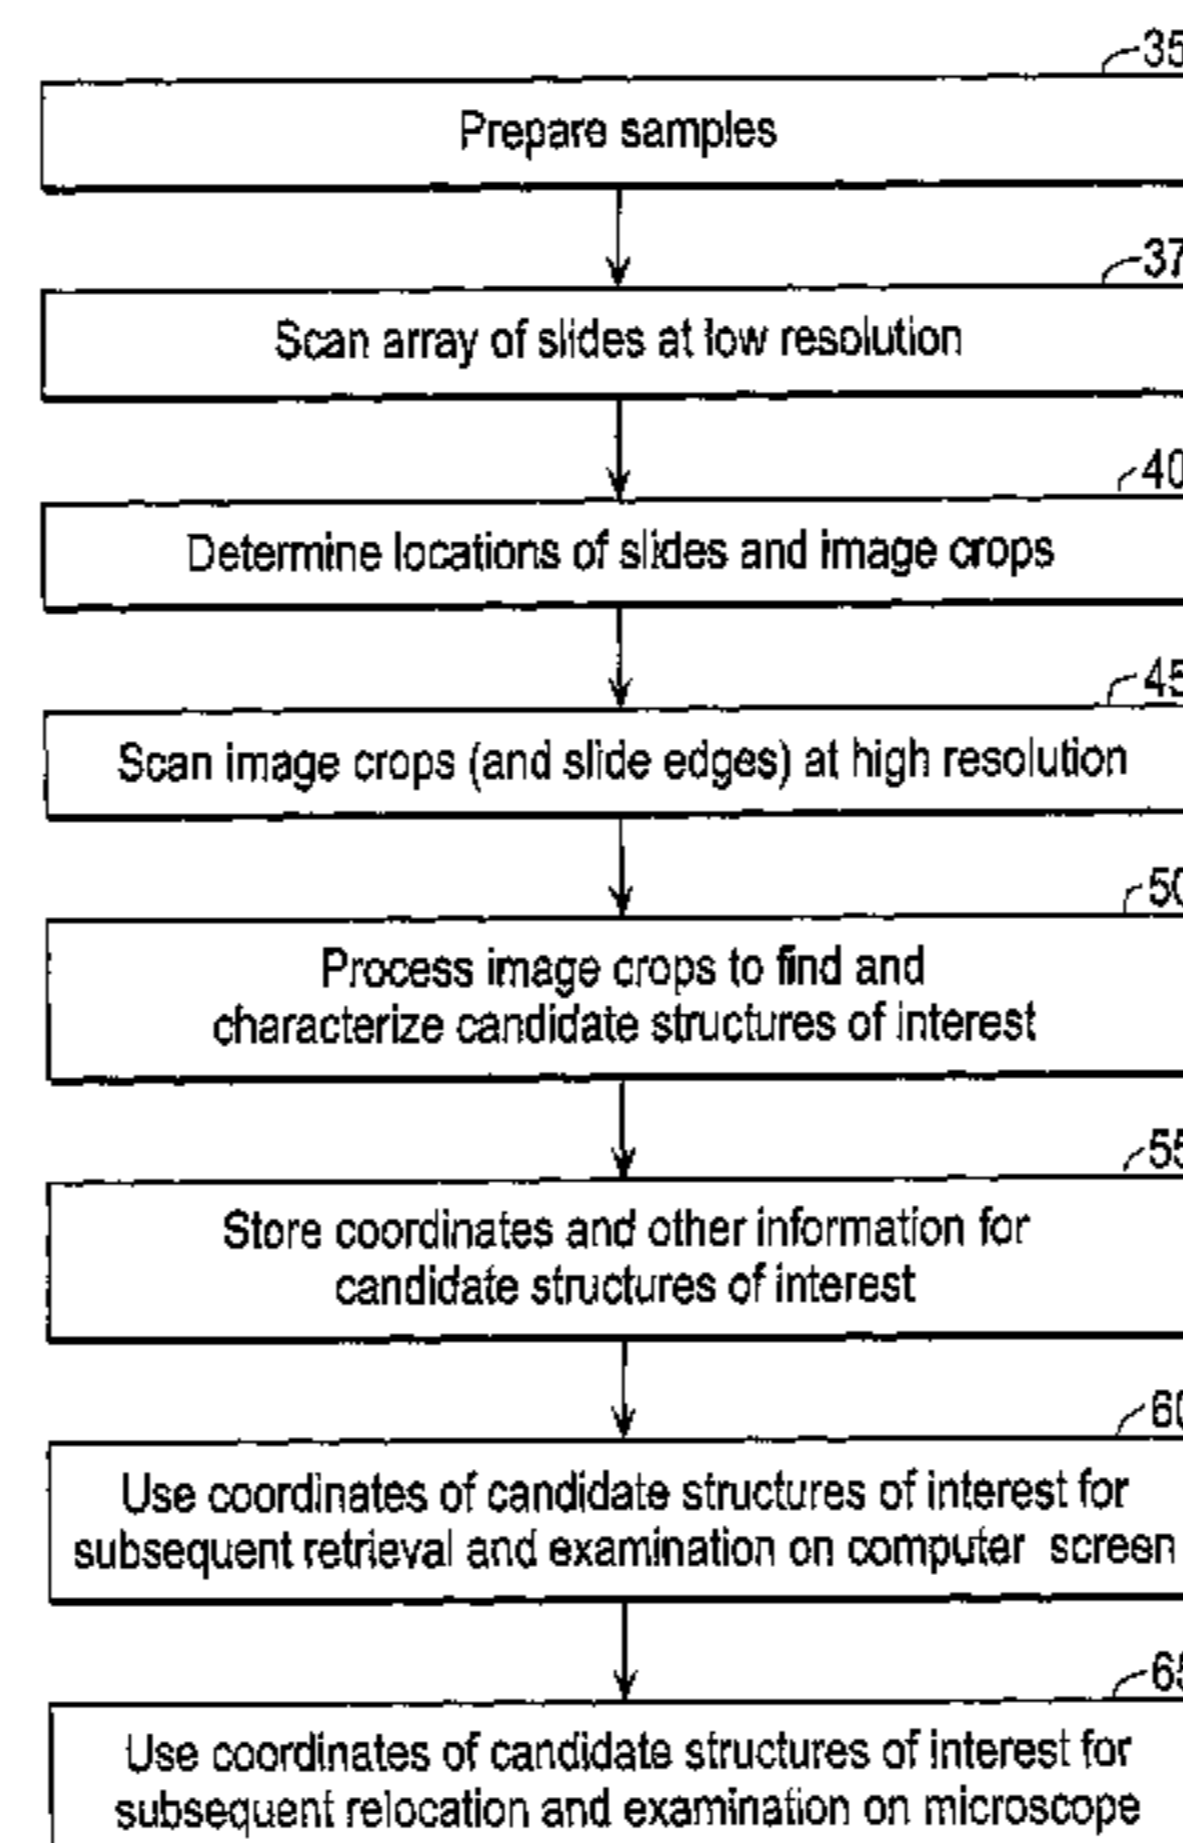 35
Prepare samples
37
Scan array of slides at low resolution
40
Determine locations of slides and image crops
45
Scan image crops (and slide edges) at high resolution
50
Process image crops to find and
characterize candidate structures of interest
55
Store coordinates and other information for
candidate structures of interest
60
Use coordinates of candidate structures of interest for
subsequent retrieval and examination on computer screen
65
Use coordinates of candidate structures of interest for
subsequent relocation and examination on microscope